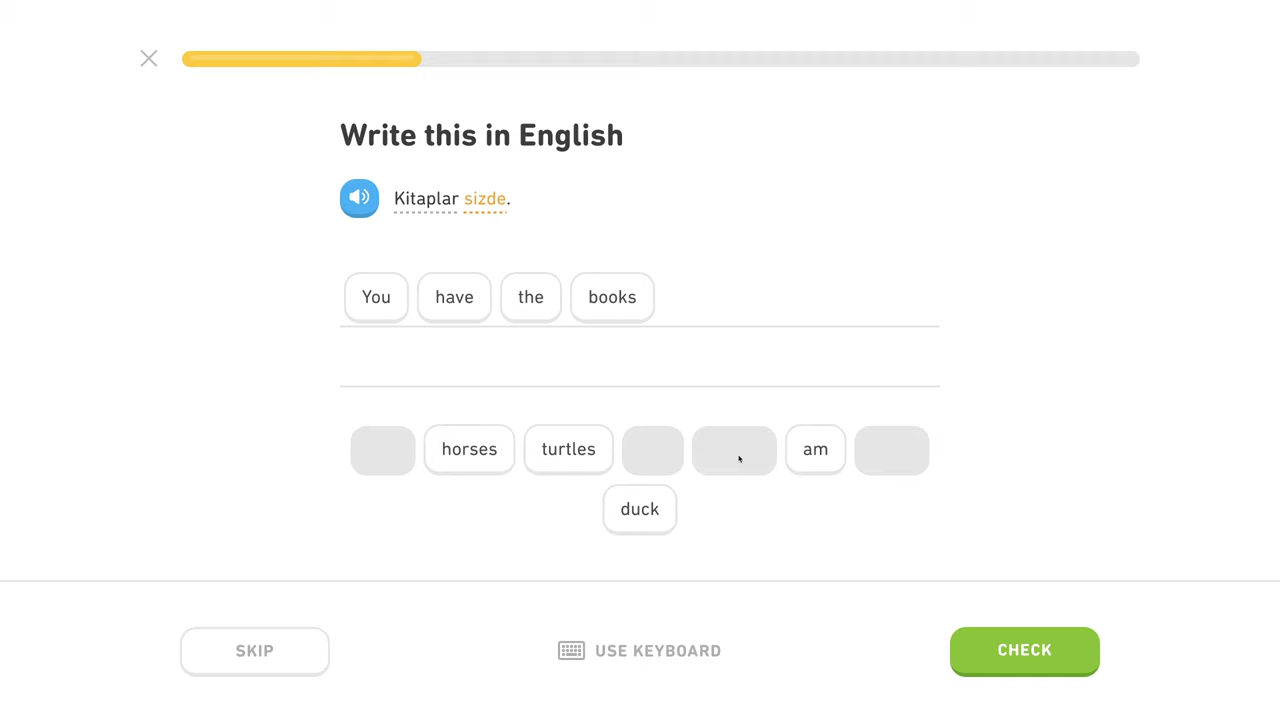 Write this in English
Kitaplar sizde.
You have the books
horses turtles am
duck
SKIP USE KEYBOARD CHECK